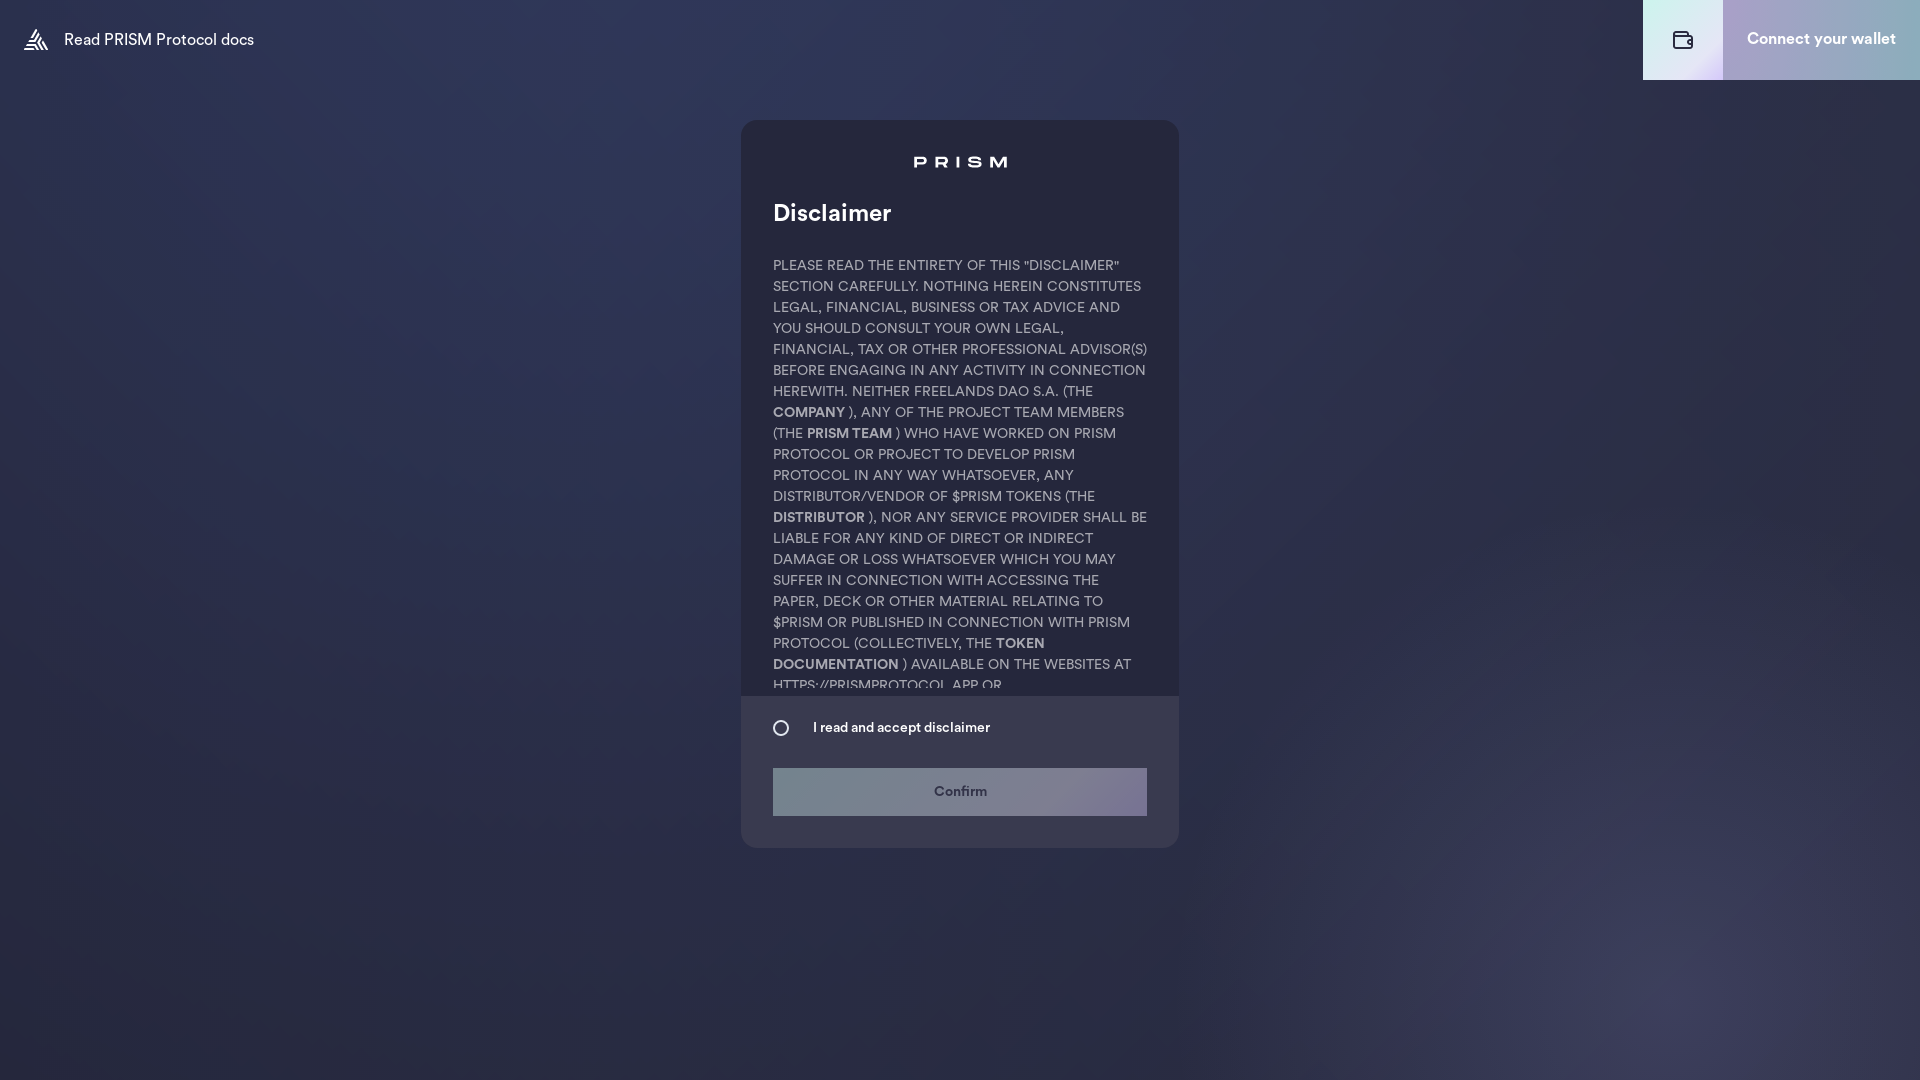 Read PRISM Protocol docs
Connect your wallet
PRISM
Disclaimer
PLEASE READ THE ENTIRETY OF THIS "DISCLAIMER"
SECTION CAREFULLY. NOTHING HEREIN CONSTITUTES
LEGAL, FINANCIAL, BUSINESS OR TAX ADVICE AND
YOU SHOULD CONSULT YOUR OWN LEGAL,
FINANCIAL, TAX OR OTHER PROFESSIONAL ADVISOR(S)
BEFORE ENGAGING IN ANY ACTIVITY IN CONNECTION
HEREWITH. NEITHER FREELANDS DAO S.A. (THE
COMPANY ), ANY OF THE PROJECT TEAM MEMBERS
(THE PRISM TEAM ) WHO HAVE WORKED ON PRISM
PROTOCOL OR PROJECT TO DEVELOP PRISM
PROTOCOL IN ANY WAY WHATSOEVER, ANY
DISTRIBUTOR/VENDOR OF $PRISM TOKENS (THE
DISTRIBUTOR ), NOR ANY SERVICE PROVIDER SHALL BE
LIABLE FOR ANY KIND OF DIRECT OR INDIRECT
DAMAGE OR LOSS WHATSOEVER WHICH YOU MAY
SUFFER IN CONNECTION WITH ACCESSING THE
PAPER, DECK OR OTHER MATERIAL RELATING TO
$PRISM OR PUBLISHED IN CONNECTION WITH PRISM
PROTOCOL (COLLECTIVELY, THE TOKEN
DOCUMENTATION ) AVAILABLE ON THE WEBSITES AT
HTTPS://PRISMPROTOCOL.APP OR
I read and accept disclaimer
Confirm